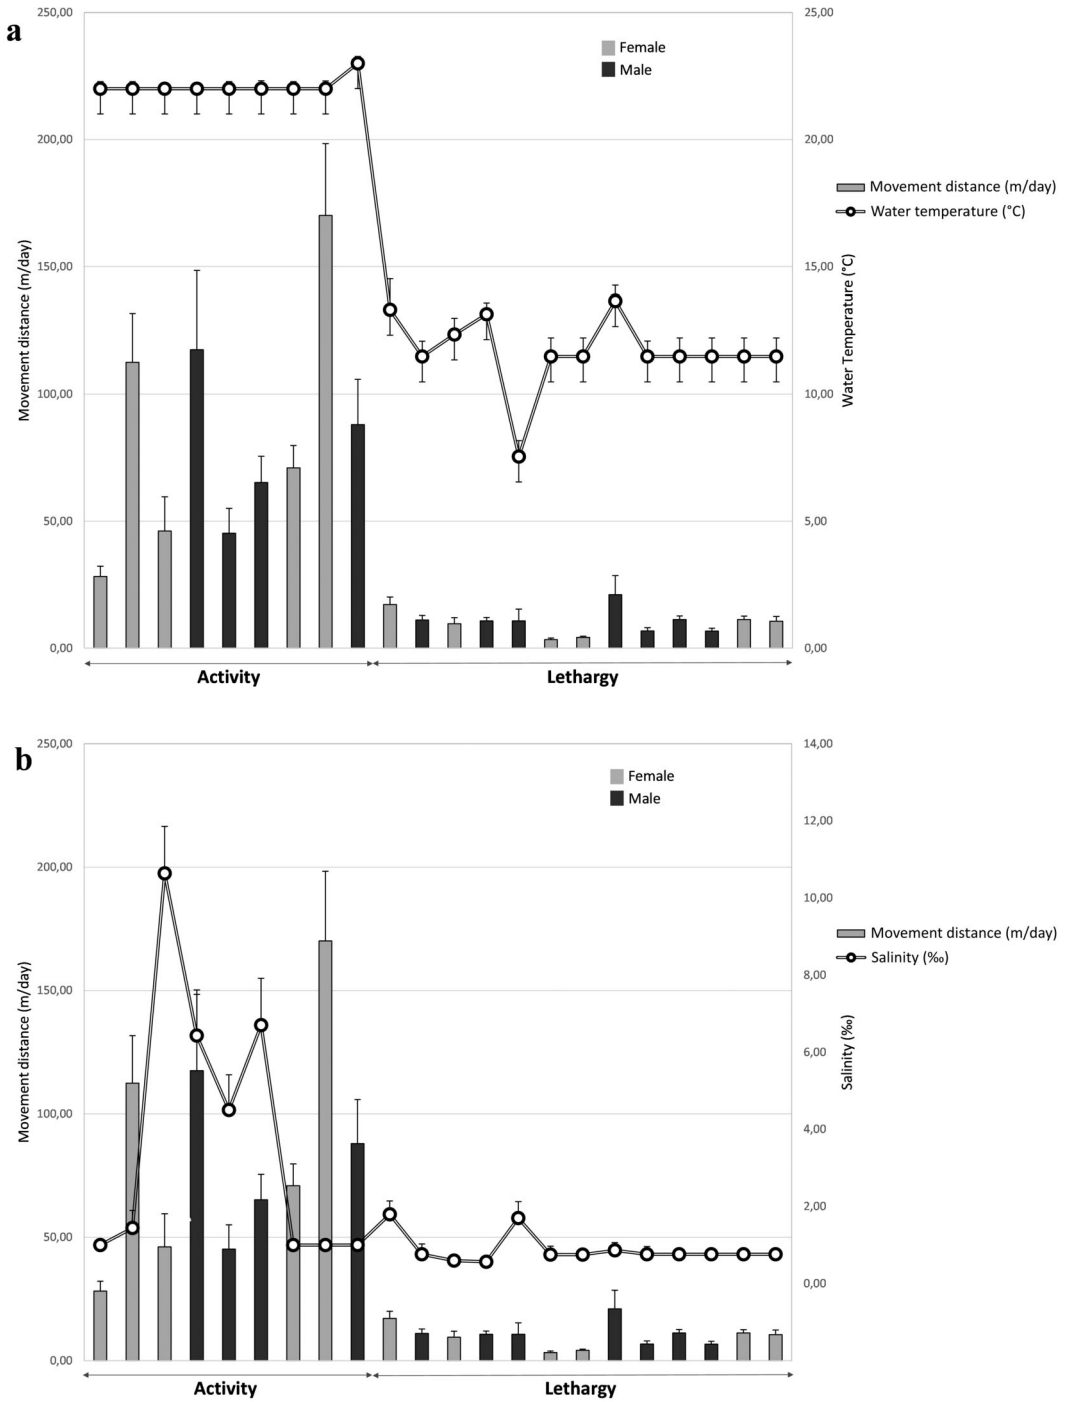 a
250,00
200,00
150,00
100,00
50,00
0,00
Movement distance (m/day)
Female
Male
25,00
20,00
15,00
10,00
5,00
0,00
Water Temperature (°C)
Movement distance (m/day)
Water temperature (°C)
Activity
Lethargy
b
250,00
200,00
150,00
100,00
50,00
0,00
Movement distance (m/day)
Female
Male
14,00
12,00
10,00
8,00
6,00
4,00
2,00
0,00
Salinity (‰)
Movement distance (m/day)
Salinity (‰)
Activity
Lethargy